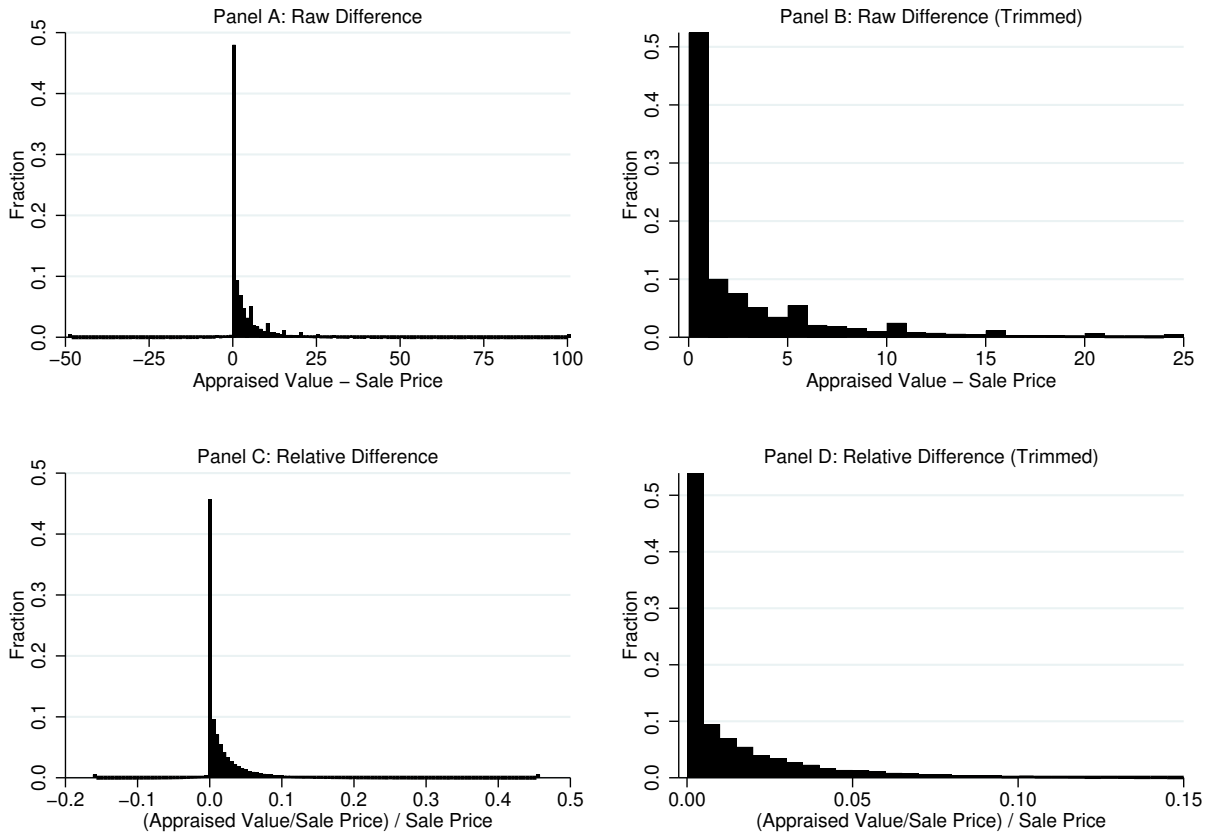 Panel A: Raw Difference
Fraction
0.5
0.4
0.3
0.2
0.1
0.0
−50 −25 0 25 50 75 100
Appraised Value − Sale Price
Panel B: Raw Difference (Trimmed)
Fraction
0.5
0.4
0.3
0.2
0.1
0.0
0 5 10 15 20 25
Appraised Value − Sale Price
Panel C: Relative Difference
Fraction
0.5
0.4
0.3
0.2
0.1
0.0
−0.2 −0.1 0.0 0.1 0.2 0.3 0.4 0.5
(Appraised Value/Sale Price) / Sale Price
Panel D: Relative Difference (Trimmed)
Fraction
0.5
0.4
0.3
0.2
0.1
0.0
0.00 0.05 0.10 0.15
(Appraised Value/Sale Price) / Sale Price